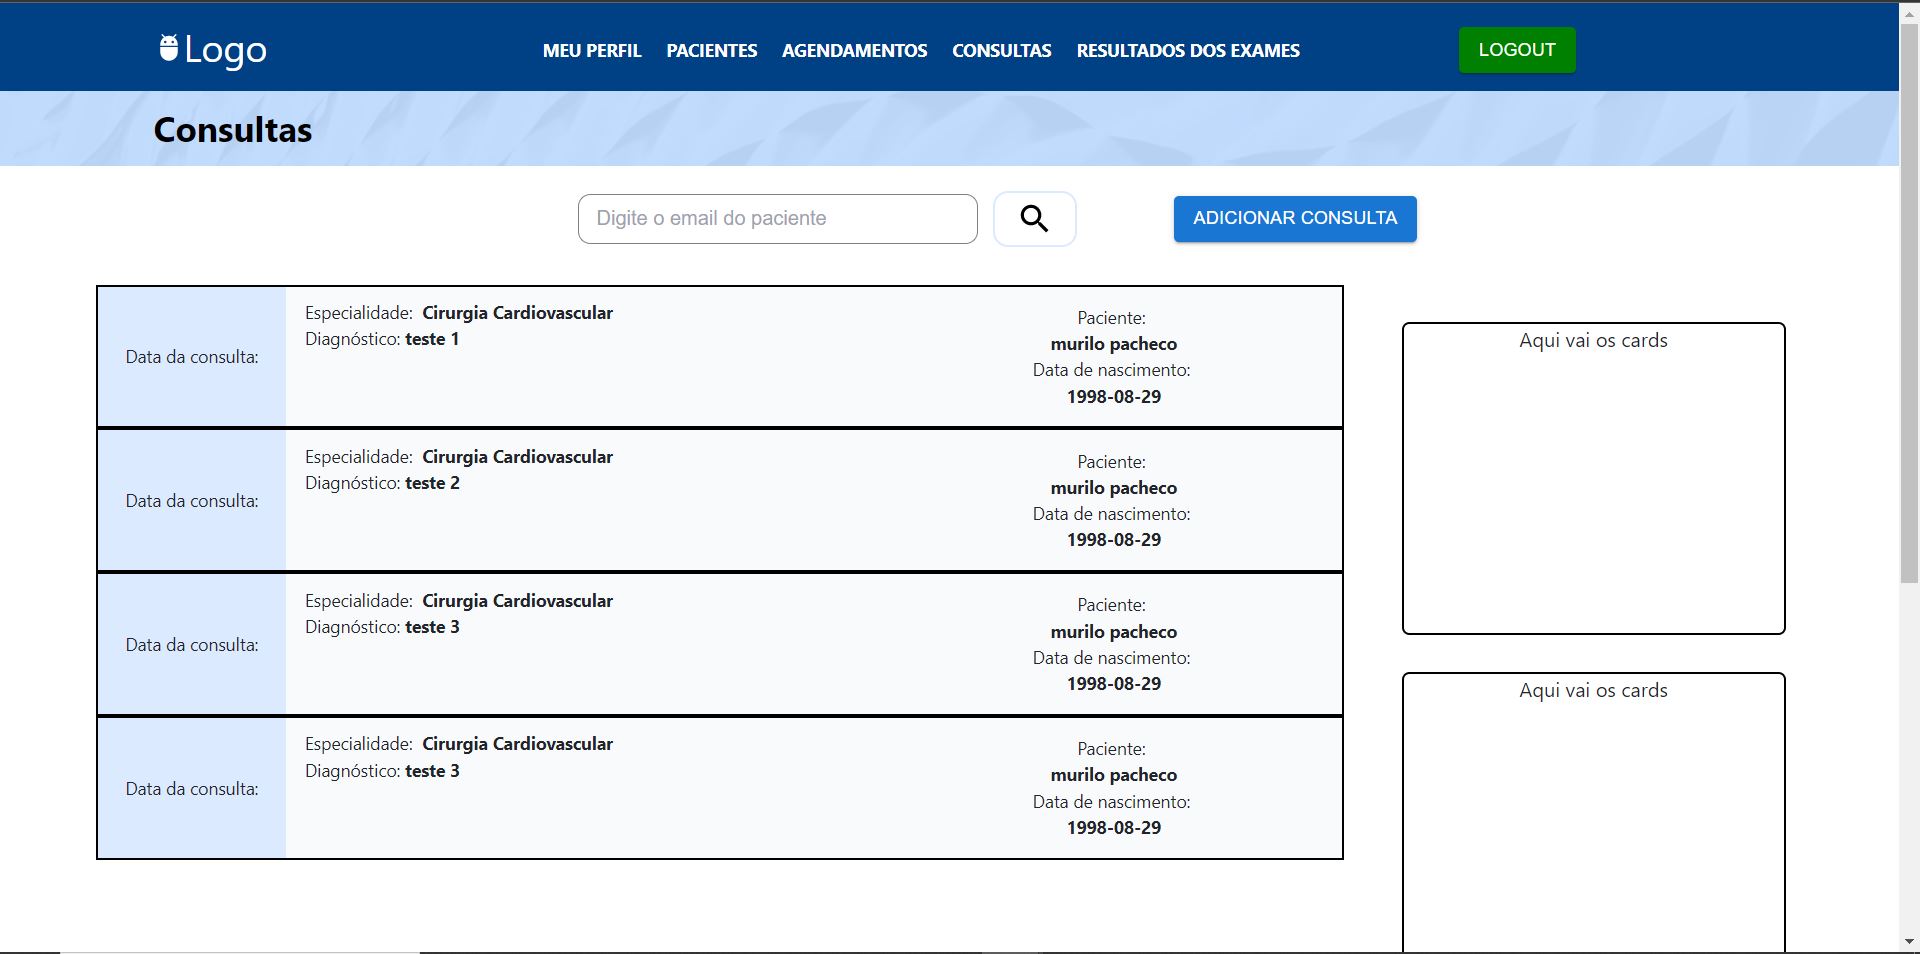 Logo
MEU PERFIL PACIENTES AGENDAMENTOS CONSULTAS RESULTADOS DOS EXAMES
LOGOUT
Consultas
Digite o email do paciente
ADICIONAR CONSULTA
Data da consulta:
Especialidade: Cirurgia Cardiovascular
Diagnóstico: teste 1
Paciente:
murilo pacheco
Data de nascimento:
1998-08-29
Data da consulta:
Especialidade: Cirurgia Cardiovascular
Diagnóstico: teste 2
Paciente:
murilo pacheco
Data de nascimento:
1998-08-29
Data da consulta:
Especialidade: Cirurgia Cardiovascular
Diagnóstico: teste 3
Paciente:
murilo pacheco
Data de nascimento:
1998-08-29
Data da consulta:
Especialidade: Cirurgia Cardiovascular
Diagnóstico: teste 3
Paciente:
murilo pacheco
Data de nascimento:
1998-08-29
Aqui vai os cards
Aqui vai os cards